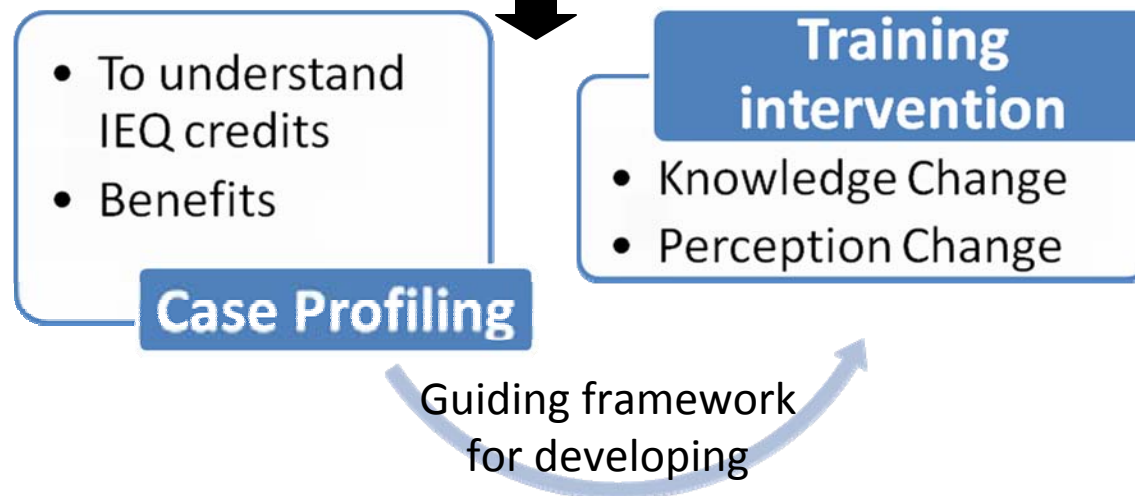 • To understand
IEQ credits
• Benefits
Case Profiling
Training
intervention
• Knowledge Change
• Perception Change
Guiding framework
for developing